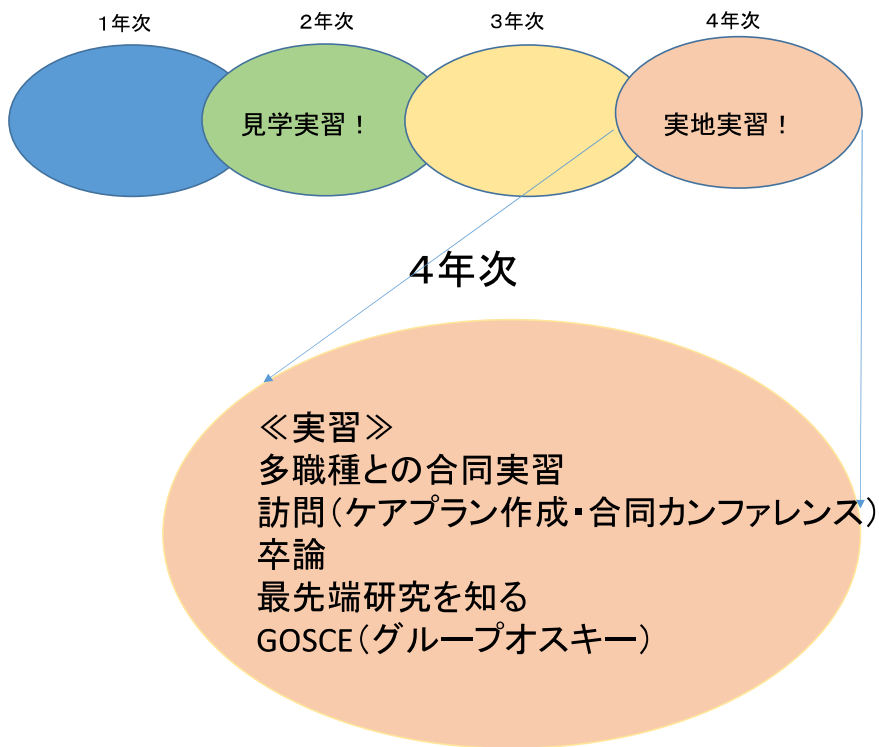 1年次
2年次
3年次
4年次
見学実習！
実地実習！
4年次
≪実習≫
多職種との合同実習
訪問（ケアプラン作成・合同カンファレンス）
卒論
最先端研究を知る
GOSCE（グループオスキー）